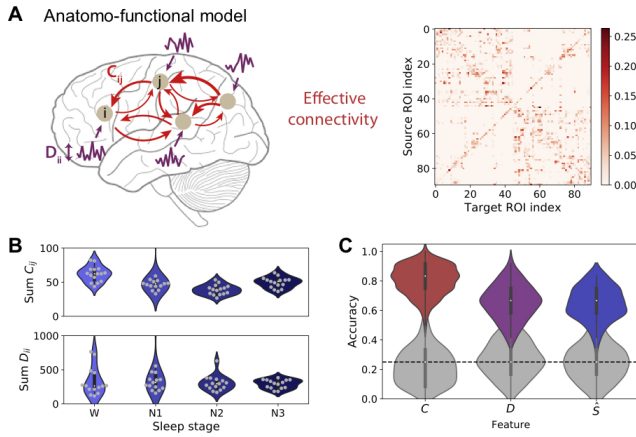 A Anatomo-functional model
C ij
j
i
D ii
Effective
connectivity
Source ROI index
0
20
40
60
80
0 20 40 60 80
Target ROI index
0.25
0.20
0.15
0.10
0.05
0.00
B
Sum C ij
100
50
0
Sum D ii
1000
500
0
W N1 N2 N3
Sleep stage
C
Accuracy
1.0
0.8
0.6
0.4
0.2
0.0
C D Ŝ
Feature